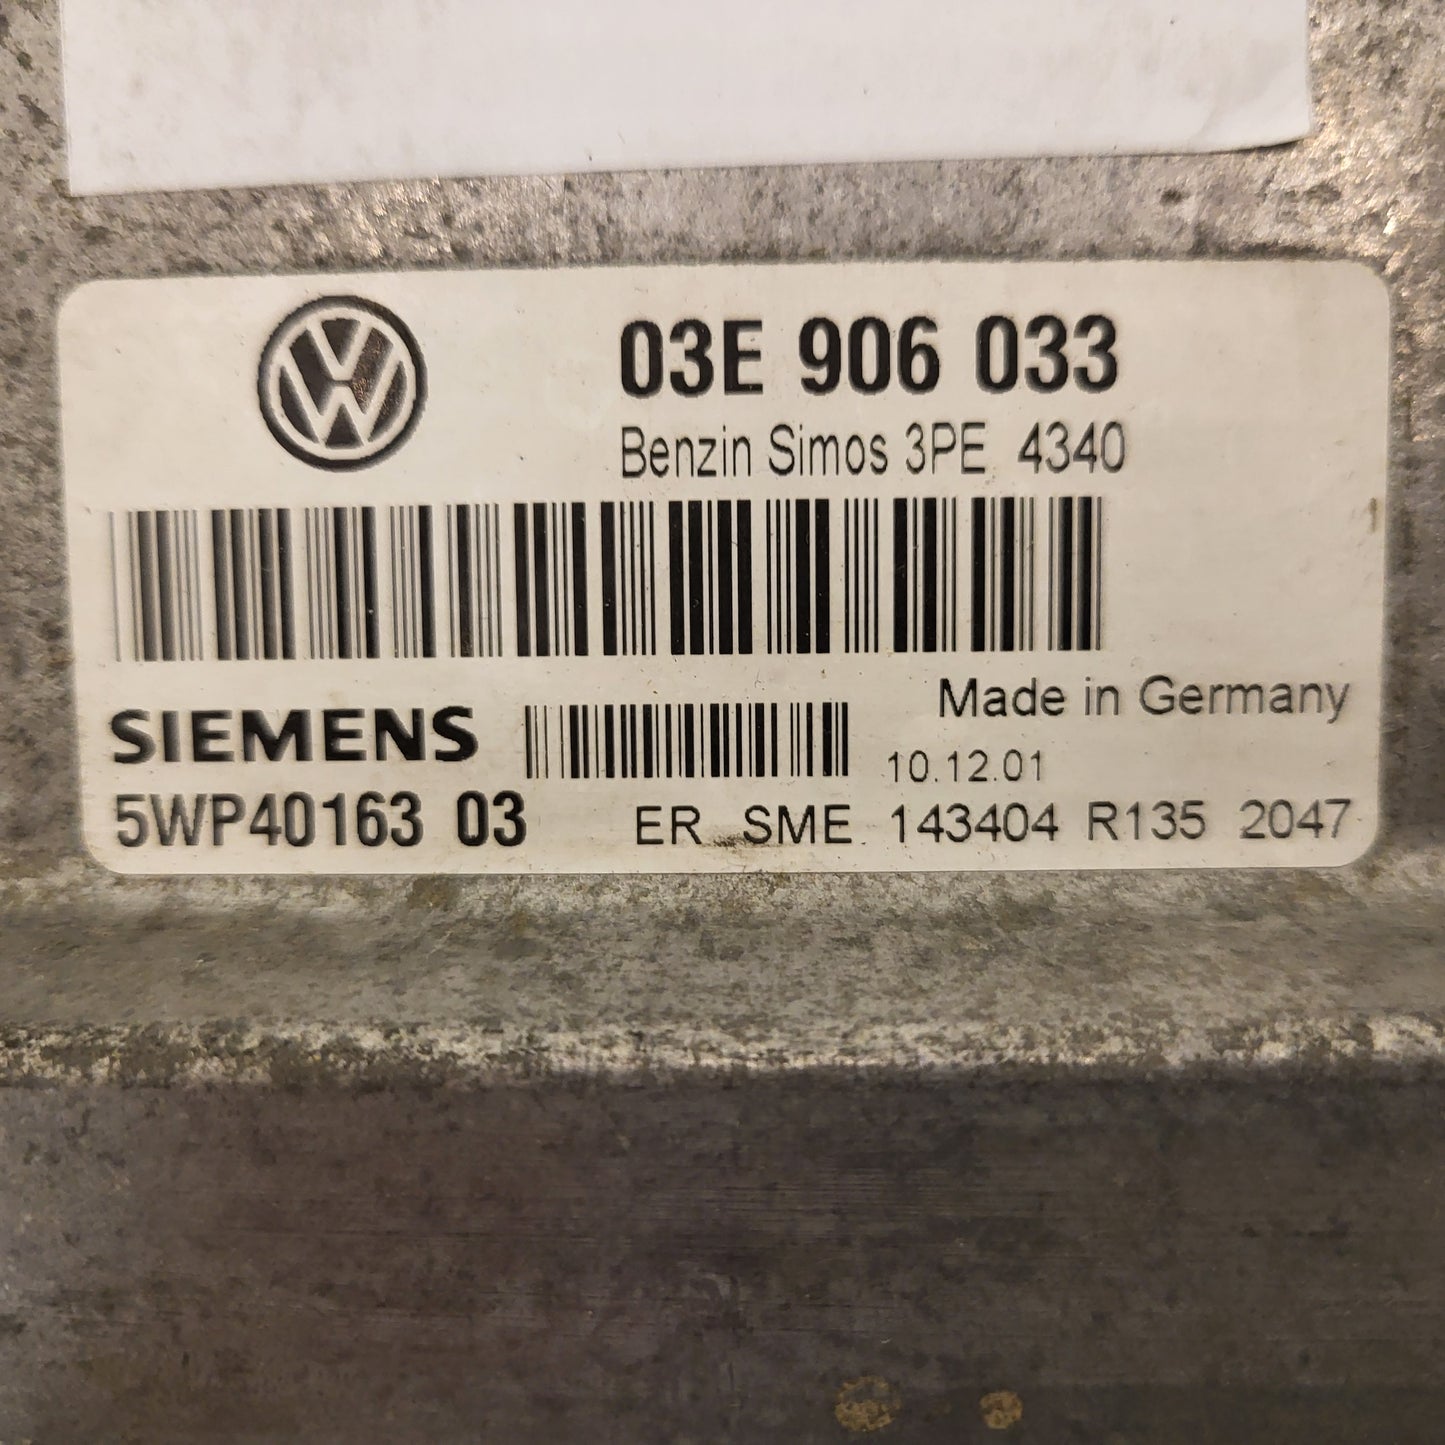 03E 906 033
Benzin Simos 3PE 4340
Made in Germany
SIEMENS
10.12.01
5WP40163 03
ER SME 143404 R135 2047